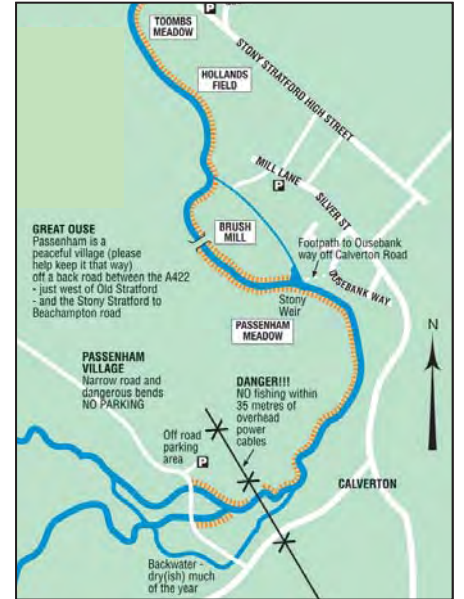 P
TOOMBS
MEADOW
STONY STRATFORD HIGH STREET
HOLLANDS
FIELD
MILL LANE
P
SILVER ST
BRUSH
MILL
GREAT OUSE
Passenham is a
peaceful village (please
help keep it that way)
off a back road between the A422
- just west of Old Stratford
- and the Stony Stratford to
Beachampton road
Footpath to Ousebank
way off Calverton Road
OUSEBANK WAY
Stony
Weir
PASSENHAM
MEADOW
N
PASSENHAM
VILLAGE
Narrow road and
dangerous bends
NO PARKING
DANGER!!!
NO fishing within
35 metres of
overhead
power
cables
Off road
parking
area
P
CALVERTON
Backwater -
dry(ish) much
of the year